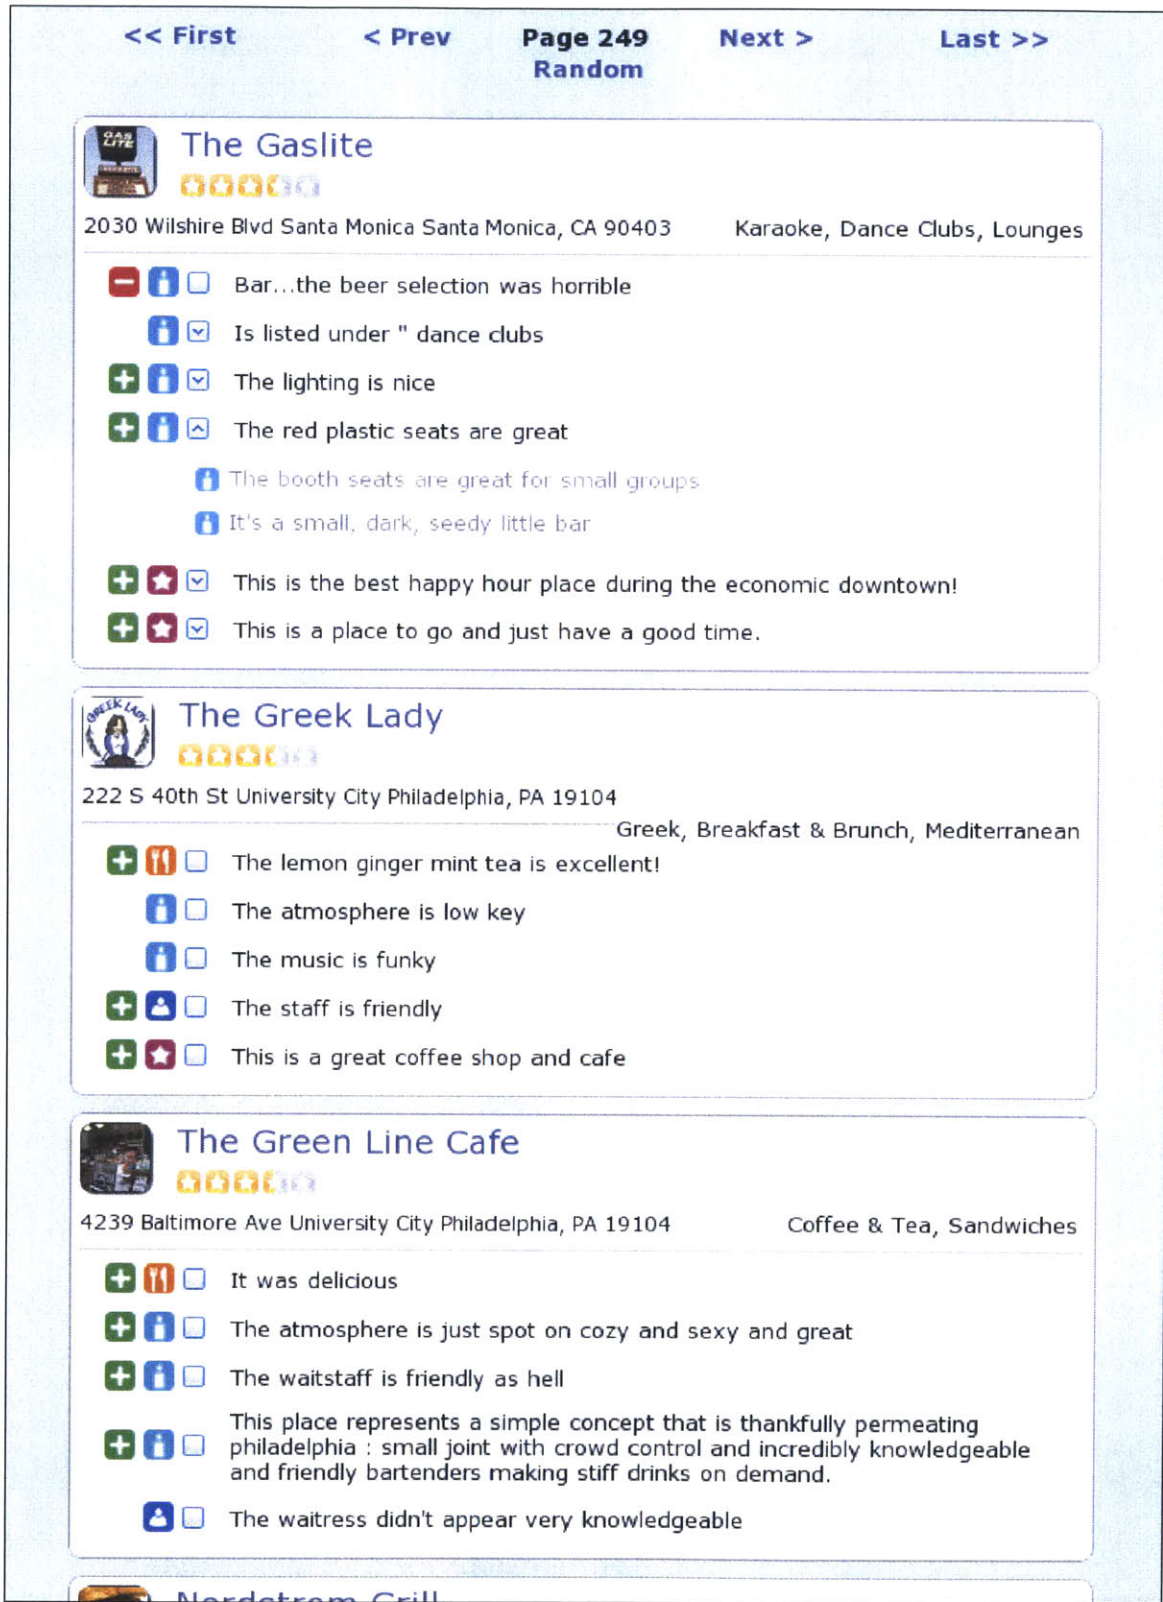 << First < Prev Page 249 Next > Last >>
Random
GAS
LITE
The Gaslite
2030 Wilshire Blvd Santa Monica Santa Monica, CA 90403 Karaoke, Dance Clubs, Lounges
Bar...the beer selection was horrible
Is listed under " dance clubs
The lighting is nice
The red plastic seats are great
The booth seats are great for small groups
It's a small, dark, seedy little bar
This is the best happy hour place during the economic downtown!
This is a place to go and just have a good time.
GREEK LADY
The Greek Lady
222 S 40th St University City Philadelphia, PA 19104
Greek, Breakfast & Brunch, Mediterranean
The lemon ginger mint tea is excellent!
The atmosphere is low key
The music is funky
The staff is friendly
This is a great coffee shop and cafe
The Green Line Cafe
4239 Baltimore Ave University City Philadelphia, PA 19104 Coffee & Tea, Sandwiches
It was delicious
The atmosphere is just spot on cozy and sexy and great
The waitstaff is friendly as hell
This place represents a simple concept that is thankfully permeating
philadelphia : small joint with crowd control and incredibly knowledgeable
and friendly bartenders making stiff drinks on demand.
The waitress didn't appear very knowledgeable
Nordstrom Grill